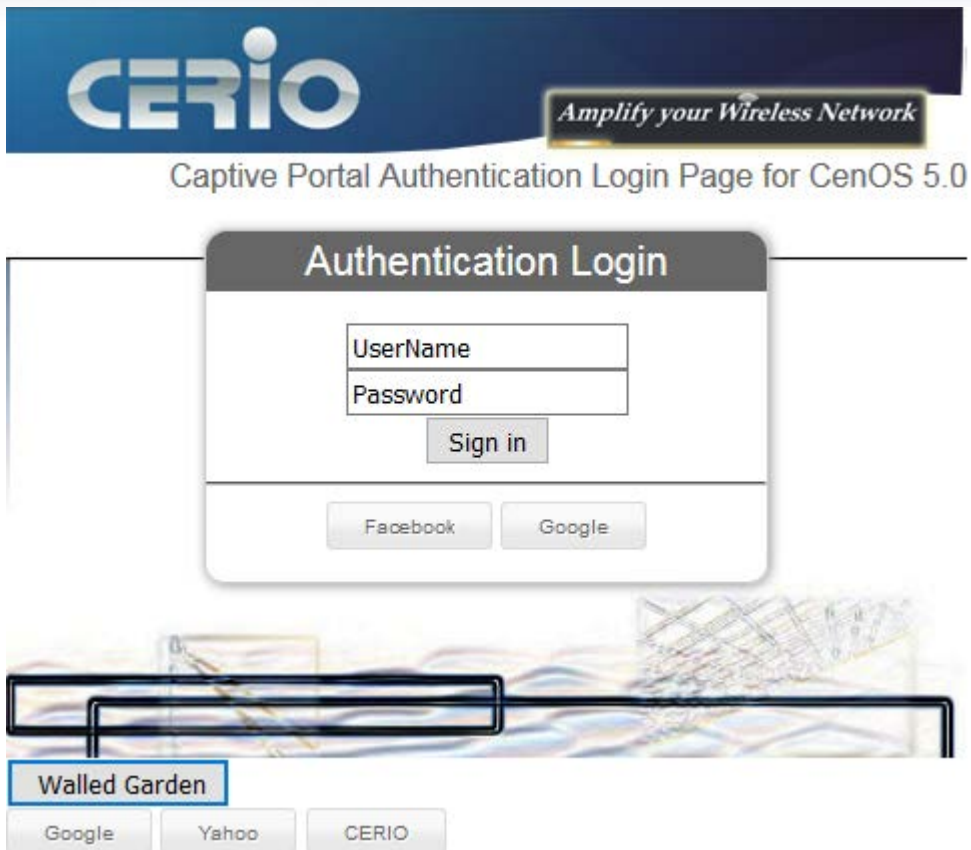 CERIO
Amplify your Wireless Network
Captive Portal Authentication Login Page for CenOS 5.0
Authentication Login
UserName
Password
Sign in
Facebook Google
Walled Garden
Google Yahoo CERIO